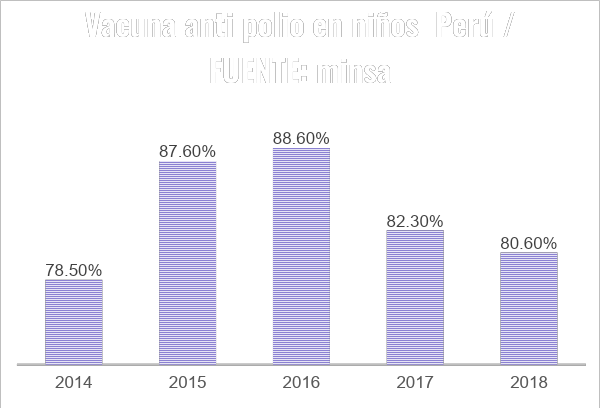 Vacuna anti polio en niños Perú /
FUENTE: minsa
88.60%
87.60%
82.30%
80.60%
78.50%
2014 2015 2016 2017 2018